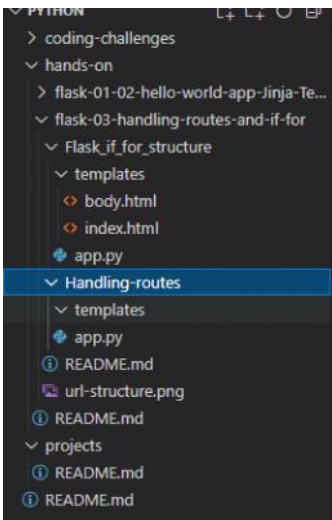 PYTHON
coding-challenges
hands-on
flask-01-02-hello-world-app-Jinja-Te...
flask-03-handling-routes-and-if-for
Flask_if_for_structure
templates
body.html
index.html
app.py
Handling-routes
templates
app.py
README.md
url-structure.png
README.md
projects
README.md
README.md